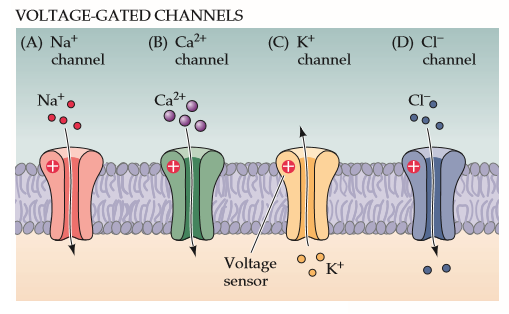 VOLTAGE-GATED CHANNELS
(A) Na⁺
channel
(B) Ca²⁺
channel
(C) K⁺
channel
(D) Cl⁻
channel
Na⁺
Ca²⁺
Cl⁻
+
+
+
+
Voltage
sensor
K⁺